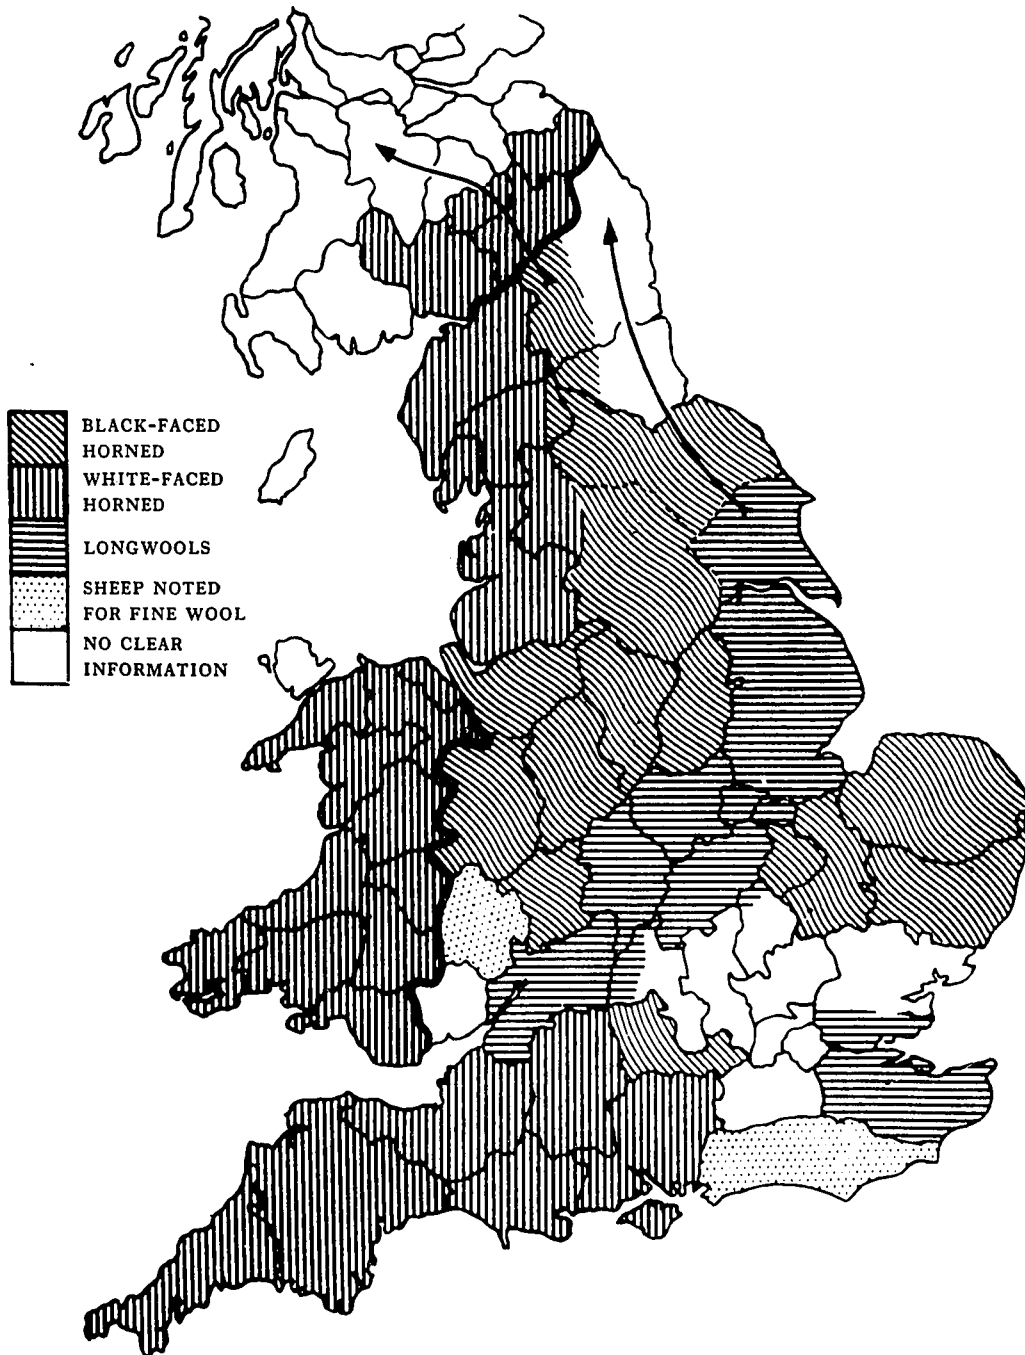 BLACK-FACED
HORNED
WHITE-FACED
HORNED
LONGWOOLS
SHEEP NOTED
FOR FINE WOOL
NO CLEAR
INFORMATION